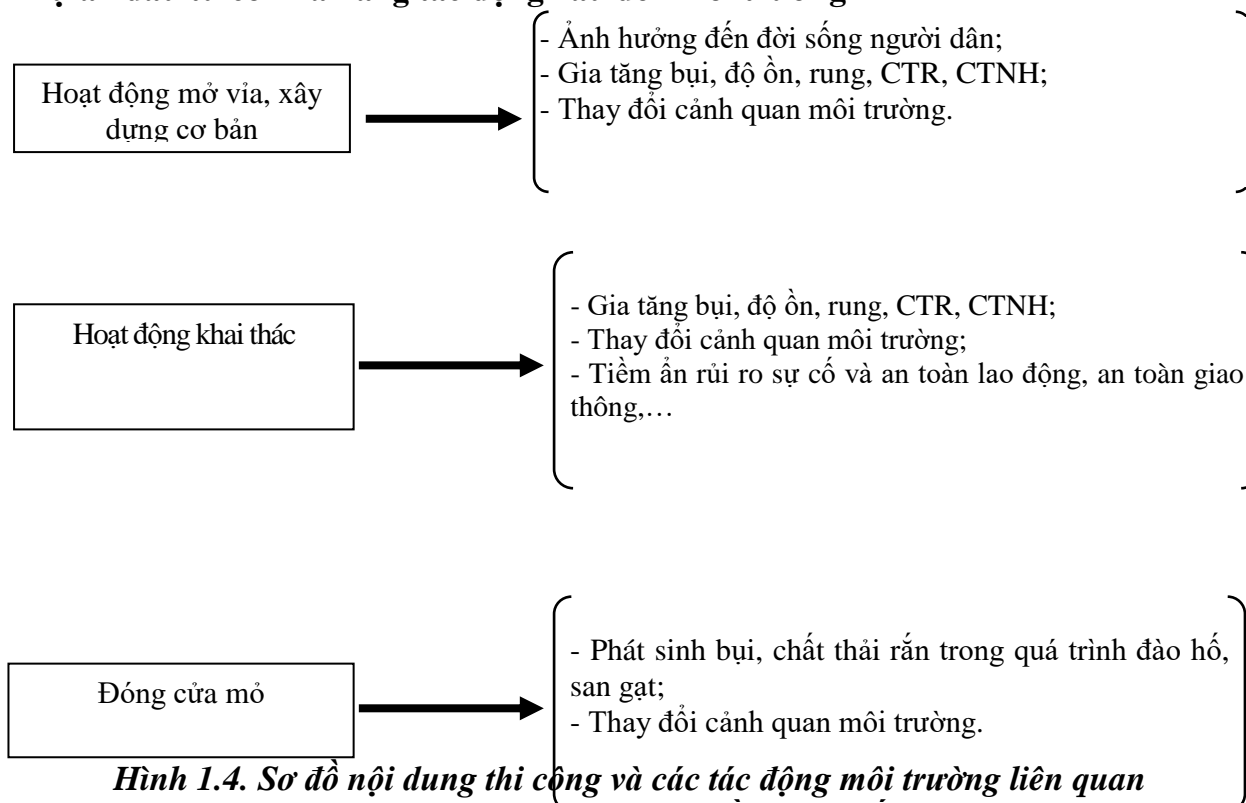 - Ảnh hưởng đến đời sống người dân;
Hoạt động mở vỉa, xây
dựng cơ bản
- Gia tăng bụi, độ ồn, rung, CTR, CTNH;
- Thay đổi cảnh quan môi trường.
Hoạt động khai thác
- Gia tăng bụi, độ ồn, rung, CTR, CTNH;
- Thay đổi cảnh quan môi trường;
- Tiềm ẩn rủi ro sự cố và an toàn lao động, an toàn giao
thông,…
Đóng cửa mỏ
- Phát sinh bụi, chất thải rắn trong quá trình đào hố,
san gạt;
- Thay đổi cảnh quan môi trường.
Hình 1.4. Sơ đồ nội dung thi công và các tác động môi trường liên quan